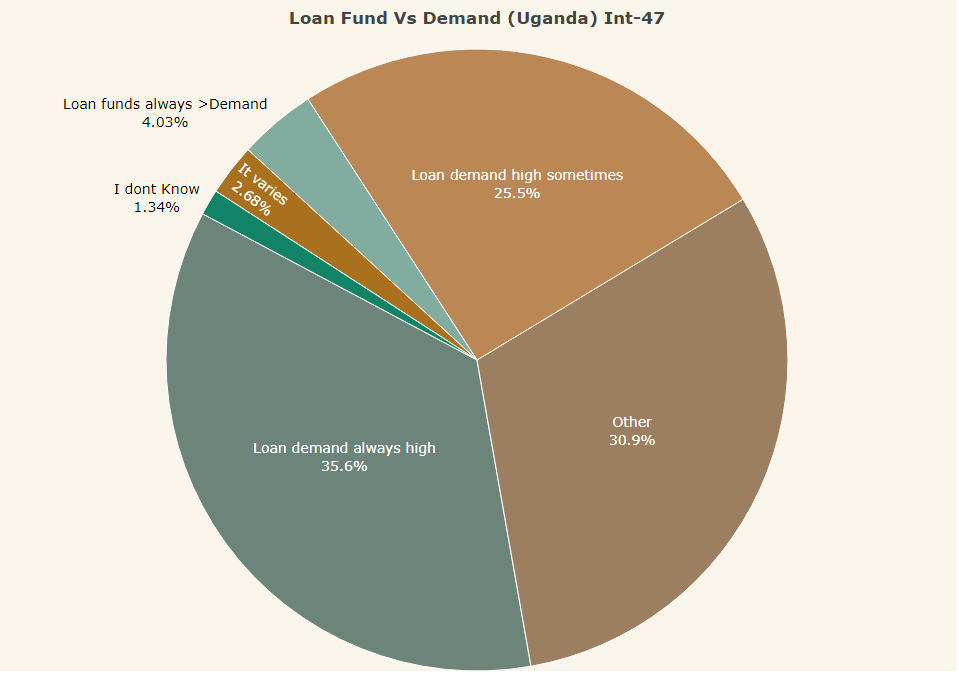 Loan Fund Vs Demand (Uganda) Int-47
Loan funds always >Demand
4.03%
Loan demand high sometimes
25.5%
It varies
2.68%
I dont Know
1.34%
Other
30.9%
Loan demand always high
35.6%